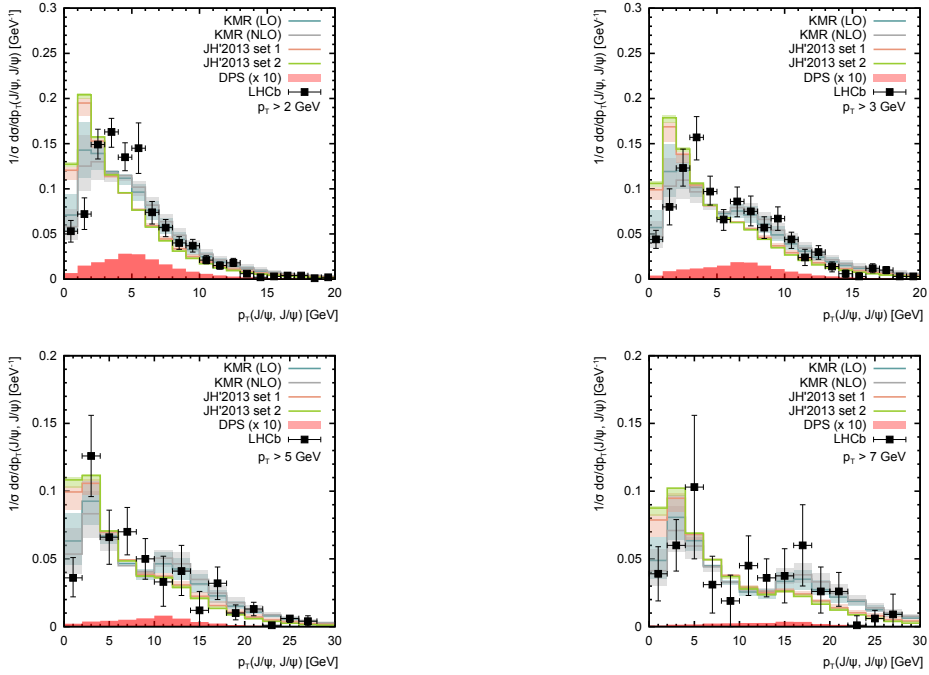 0.3
0.25
0.2
0.15
0.1
0.05
0
0 5 10 15 20
1/σ dσ/dp_T(J/ψ, J/ψ) [GeV⁻¹]
p_T(J/ψ, J/ψ) [GeV]
KMR (LO)
KMR (NLO)
JH'2013 set 1
JH'2013 set 2
DPS (x 10)
LHCb
p_T > 2 GeV
0.3
0.25
0.2
0.15
0.1
0.05
0
0 5 10 15 20
1/σ dσ/dp_T(J/ψ, J/ψ) [GeV⁻¹]
p_T(J/ψ, J/ψ) [GeV]
KMR (LO)
KMR (NLO)
JH'2013 set 1
JH'2013 set 2
DPS (x 10)
LHCb
p_T > 3 GeV
0.2
0.15
0.1
0.05
0
0 5 10 15 20 25 30
1/σ dσ/dp_T(J/ψ, J/ψ) [GeV⁻¹]
p_T(J/ψ, J/ψ) [GeV]
KMR (LO)
KMR (NLO)
JH'2013 set 1
JH'2013 set 2
DPS (x 10)
LHCb
p_T > 5 GeV
0.2
0.15
0.1
0.05
0
0 5 10 15 20 25 30
1/σ dσ/dp_T(J/ψ, J/ψ) [GeV⁻¹]
p_T(J/ψ, J/ψ) [GeV]
KMR (LO)
KMR (NLO)
JH'2013 set 1
JH'2013 set 2
DPS (x 10)
LHCb
p_T > 7 GeV